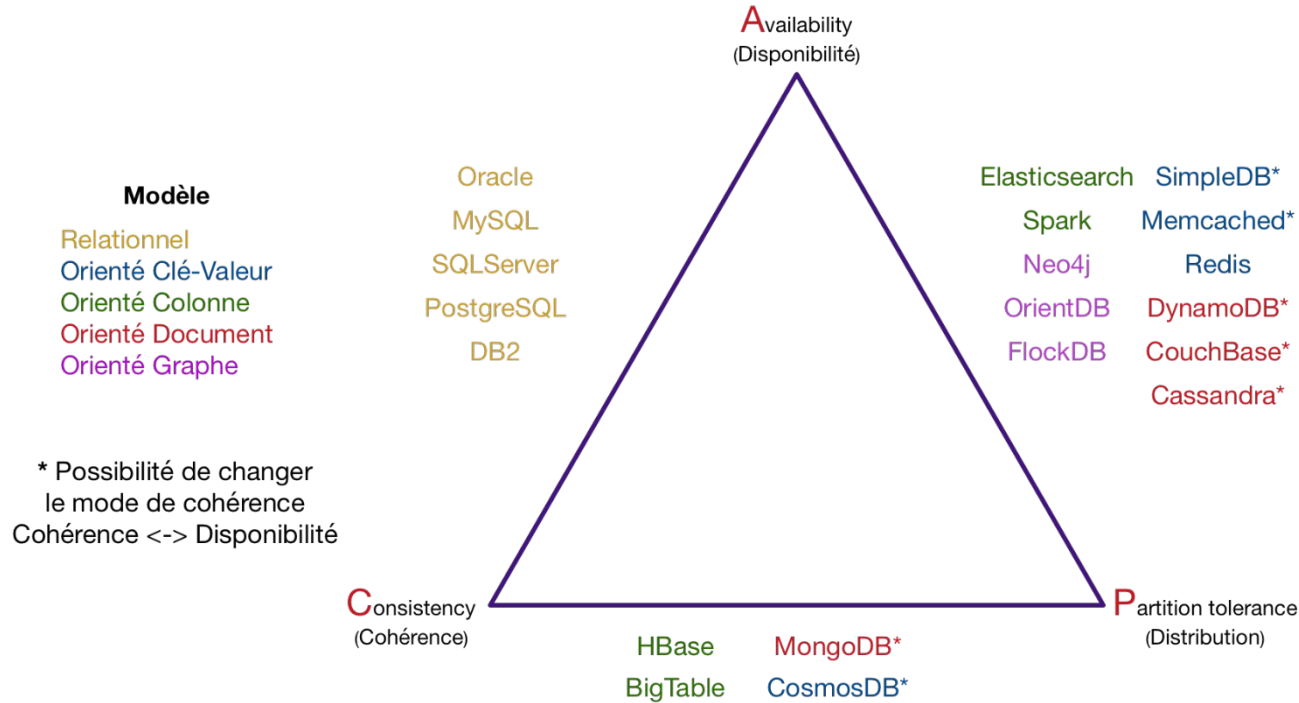 Availability
(Disponibilité)
Modèle
Relationnel
Orienté Clé-Valeur
Orienté Colonne
Orienté Document
Orienté Graphe
* Possibilité de changer
le mode de cohérence
Cohérence <-> Disponibilité
Oracle
MySQL
SQLServer
PostgreSQL
DB2
Elasticsearch SimpleDB*
Spark Memcached*
Neo4j Redis
OrientDB DynamoDB*
FlockDB CouchBase*
Cassandra*
Consistency
(Cohérence)
Partition tolerance
(Distribution)
HBase MongoDB*
BigTable CosmosDB*